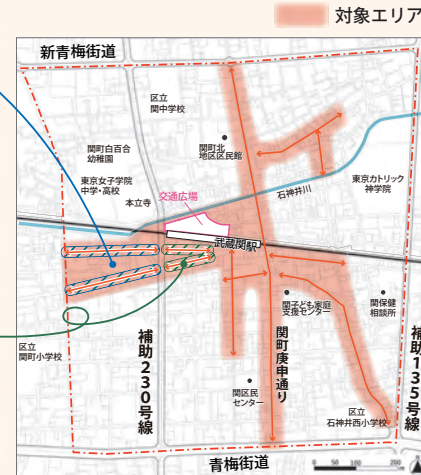 対象エリア
新青梅街道
区立
関中学校
関町北
地区区民館
関町白百合
幼稚園
東京女子学院
中学・高校
本立寺
交通広場
石神井川
東京カトリック
神学院
武蔵関駅
関子ども家庭
支援センター
関保健
相談所
区立
関町小学校
補助230号線
関町庚申通り
補助135号線
関区民
センター
区立
石神井西小学校
青梅街道
0 50 100 200